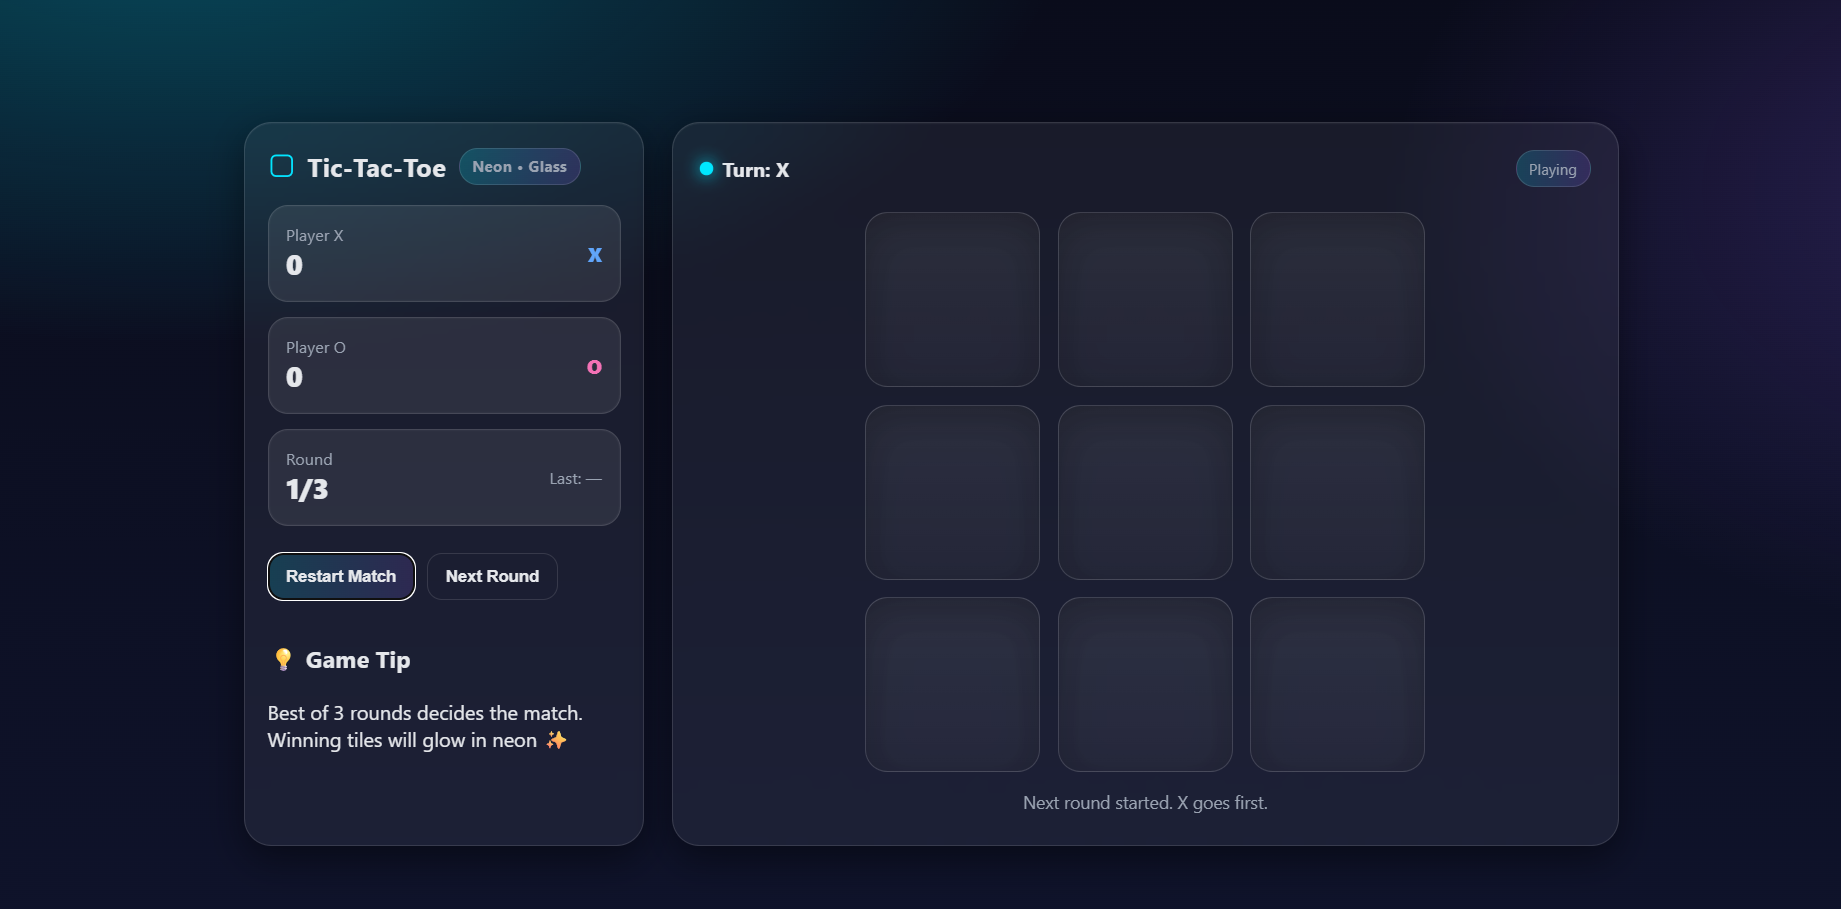 Tic-Tac-Toe
Neon • Glass
Player X
0
X
Player O
0
O
Round
1/3
Last: —
Restart Match
Next Round
💡 Game Tip
Best of 3 rounds decides the match.
Winning tiles will glow in neon ✨
Turn: X
Playing
Next round started. X goes first.